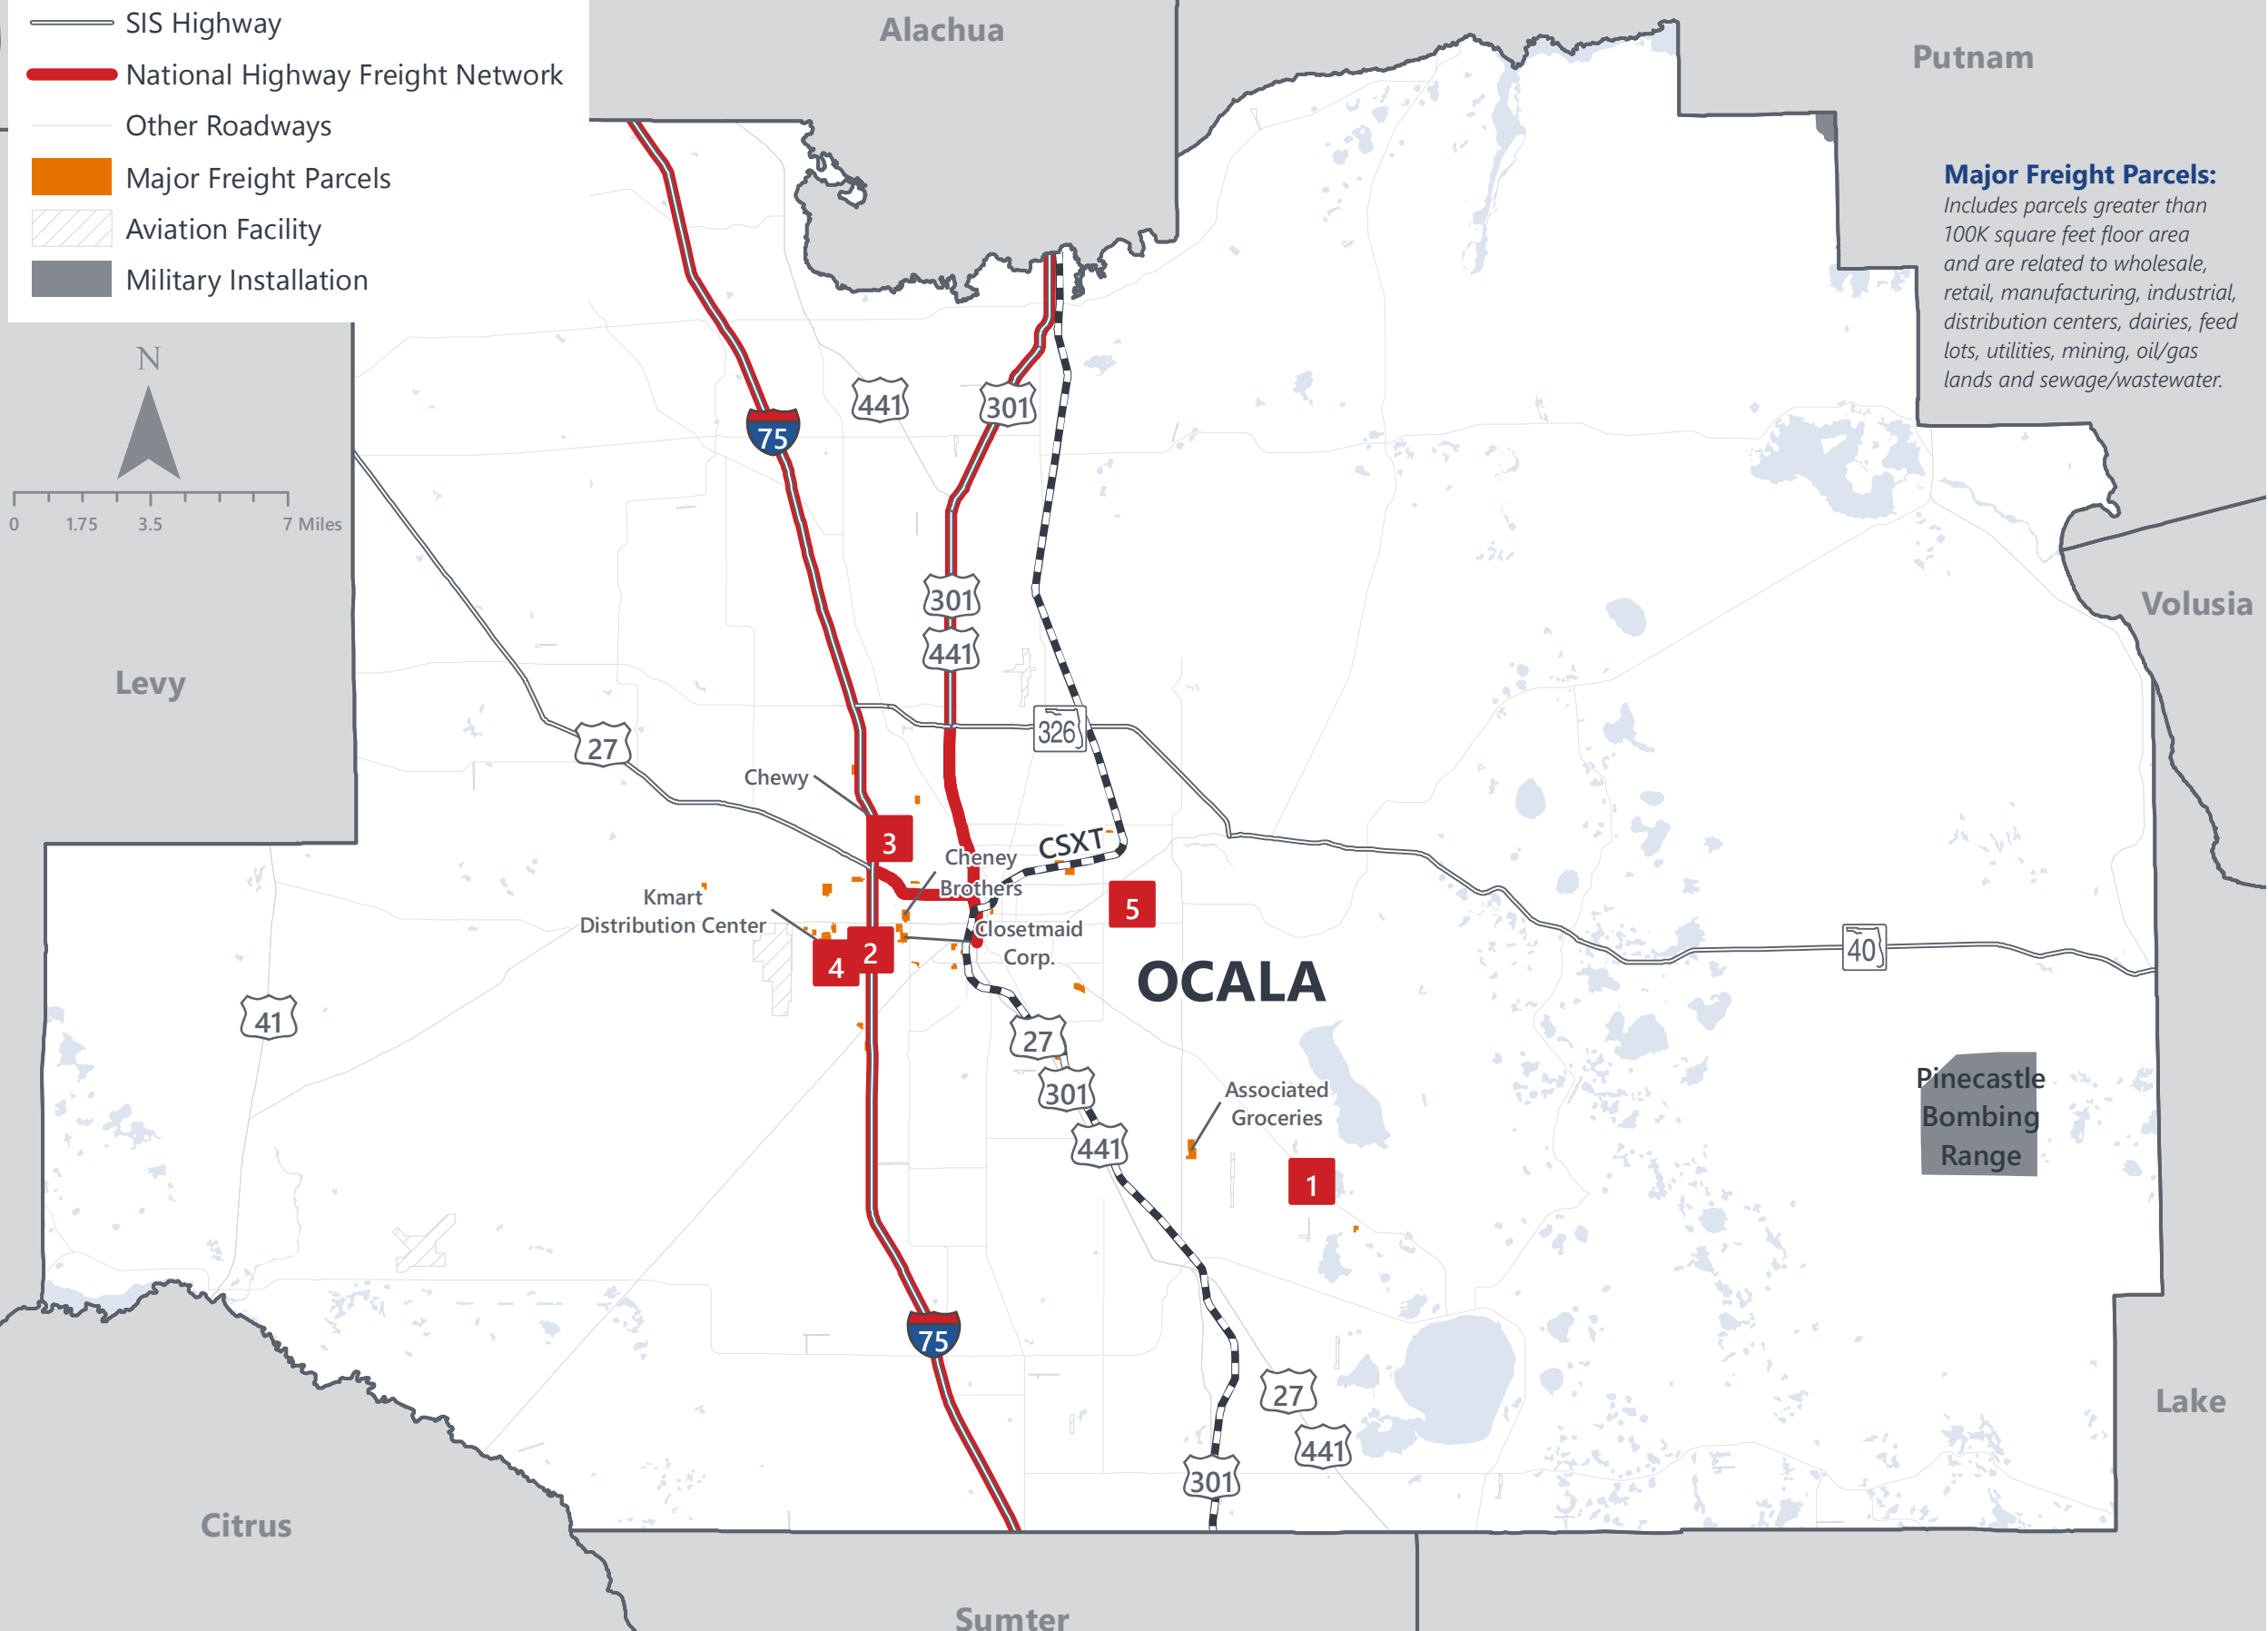 SIS Highway
National Highway Freight Network
Other Roadways
Major Freight Parcels
Aviation Facility
Military Installation
Alachua
Putnam
Major Freight Parcels:
Includes parcels greater than
100K square feet floor area
and are related to wholesale,
retail, manufacturing, industrial,
distribution centers, dairies, feed
lots, utilities, mining, oil/gas
lands and sewage/wastewater.
N
0 1.75 3.5 7 Miles
441
301
75
301
441
Volusia
Levy
326
27
Chewy
3
CSXT
Cheney
Brothers
Kmart
Distribution Center
5
Closetmaid
Corp.
2
4
40
OCALA
41
27
301
441
Associated
Groceries
Pinecastle
Bombing
Range
1
75
27
441
301
Lake
Citrus
Sumter